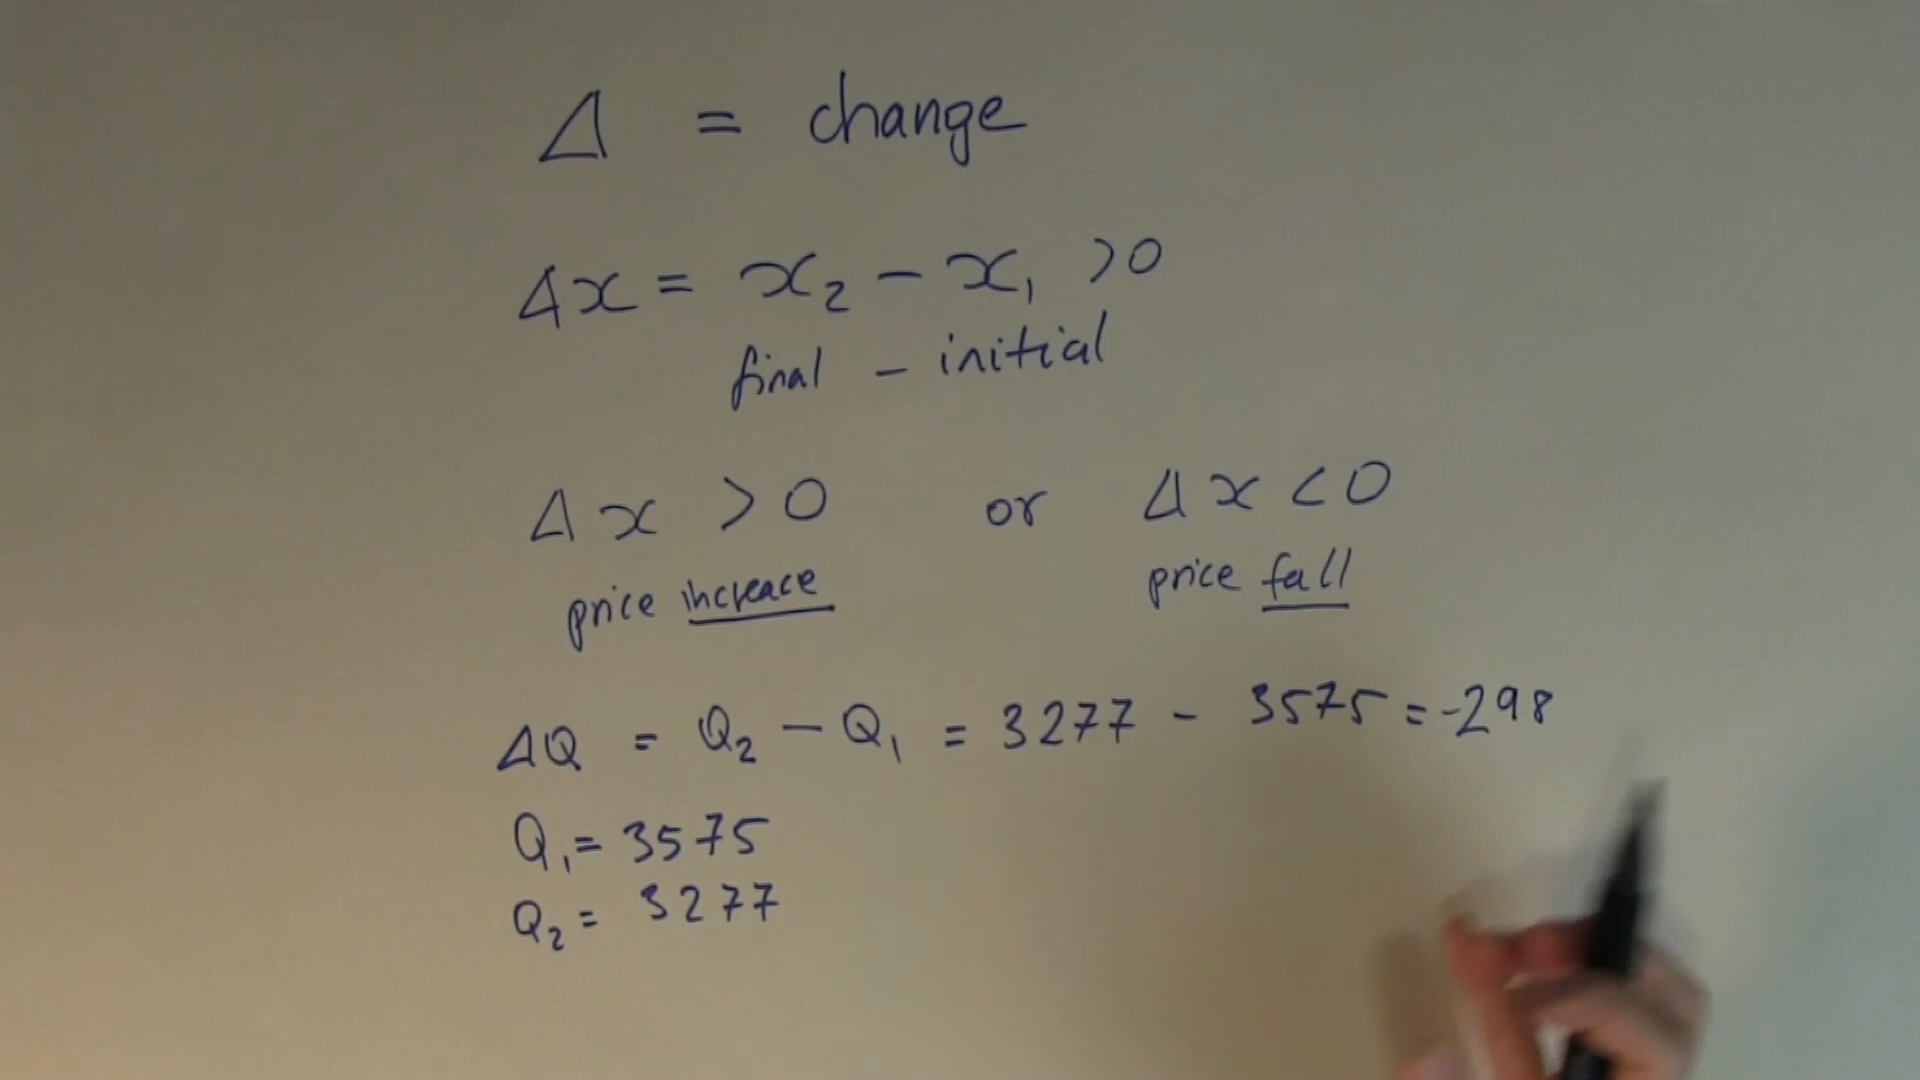 Δ = change
Δx = x₂ - x₁ >0
final - initial
Δx > 0 or Δx < 0
price increace price fall
ΔQ = Q₂ - Q₁ = 3277 - 3575 = -298
Q₁ = 3575
Q₂ = 3277